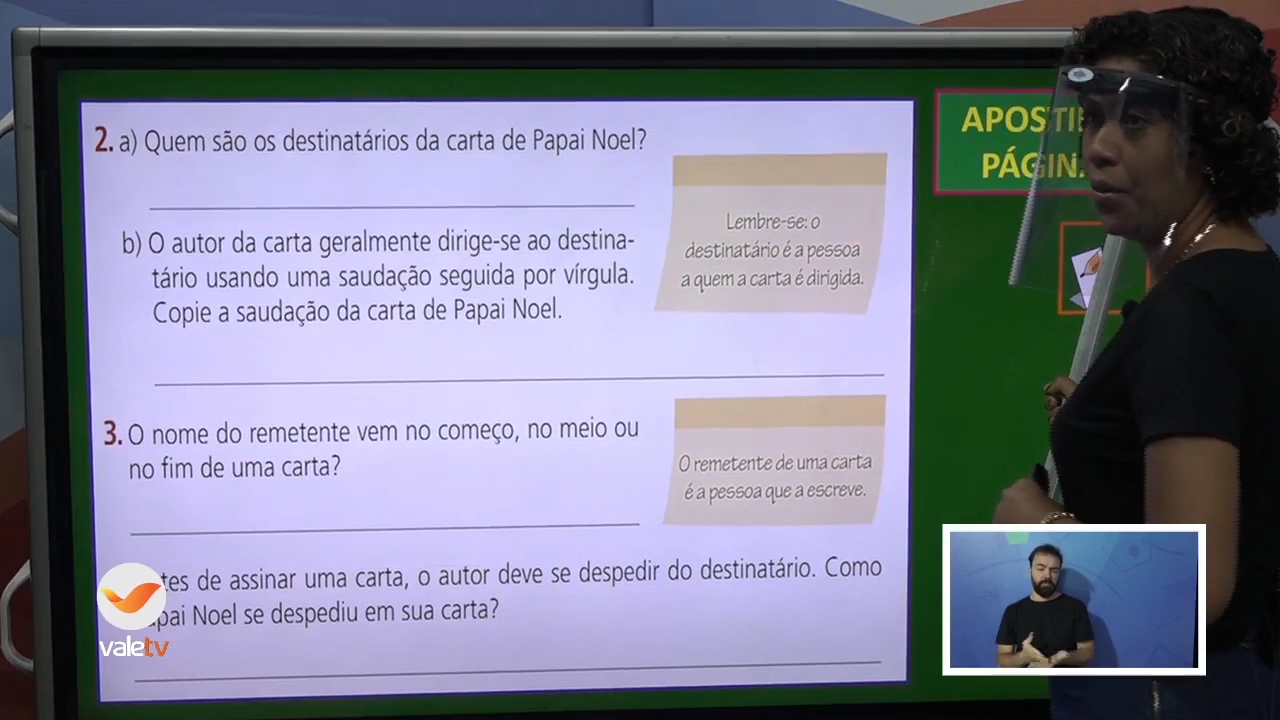 2. a) Quem são os destinatários da carta de Papai Noel?
Lembre-se: o
destinatário é a pessoa
a quem a carta é dirigida.
b) O autor da carta geralmente dirige-se ao destina-
tário usando uma saudação seguida por vírgula.
Copie a saudação da carta de Papai Noel.
3. O nome do remetente vem no começo, no meio ou
no fim de uma carta?
O remetente de uma carta
é a pessoa que a escreve.
de assinar uma carta, o autor deve se despedir do destinatário. Como
Noel se despediu em sua carta?
valetv